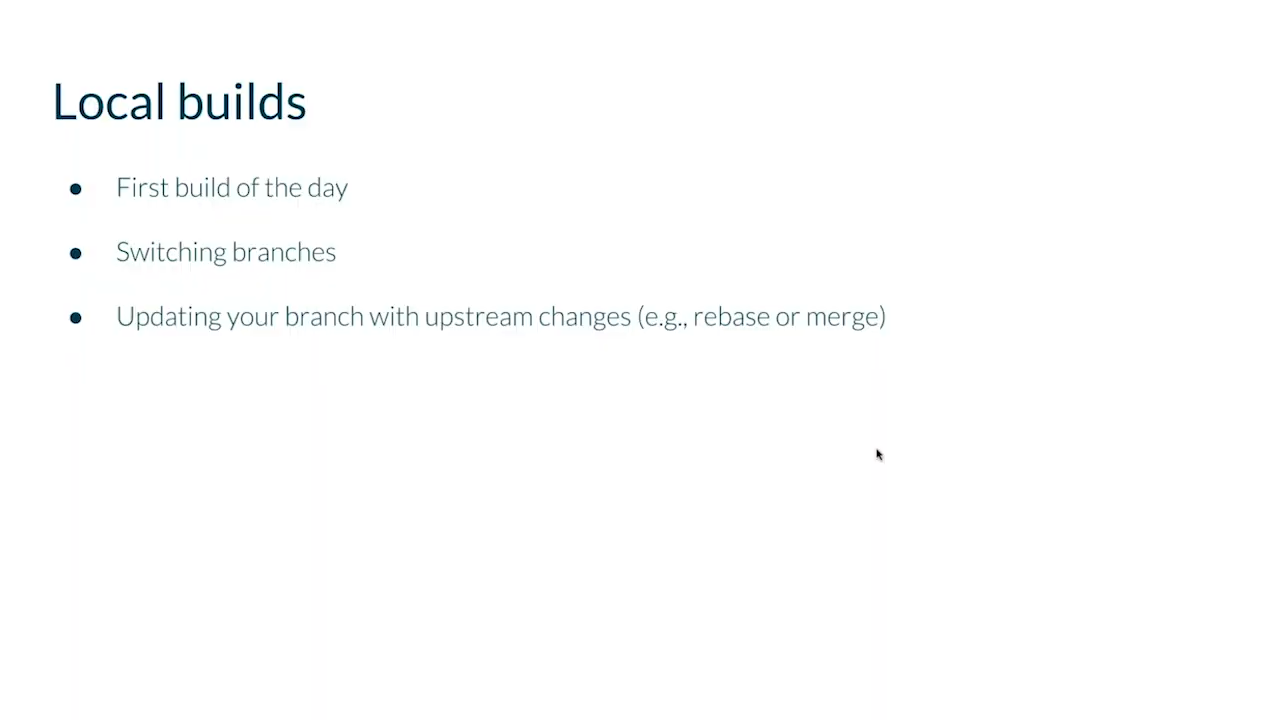 Local builds
● First build of the day
● Switching branches
● Updating your branch with upstream changes (e.g., rebase or merge)